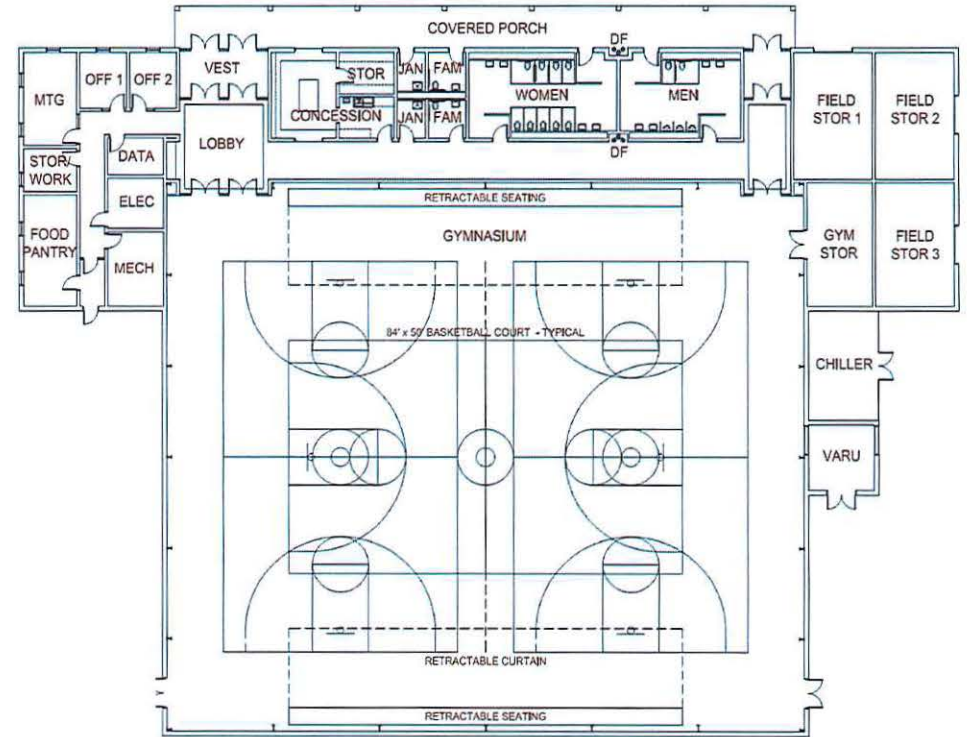 COVERED PORCH
DF
OFF 1
OFF 2
VEST
MTG
STOR
JAN
FAM
WOMEN
MEN
CONCESSION
JAN
FAM
DF
LOBBY
FIELD
STOR 1
FIELD
STOR 2
DATA
STOR/
WORK
ELEC
FOOD
PANTRY
MECH
RETRACTABLE SEATING
GYMNASIUM
GYM
STOR
FIELD
STOR 3
84' x 50' BASKETBALL COURT - TYPICAL
CHILLER
VARU
RETRACTABLE CURTAIN
RETRACTABLE SEATING